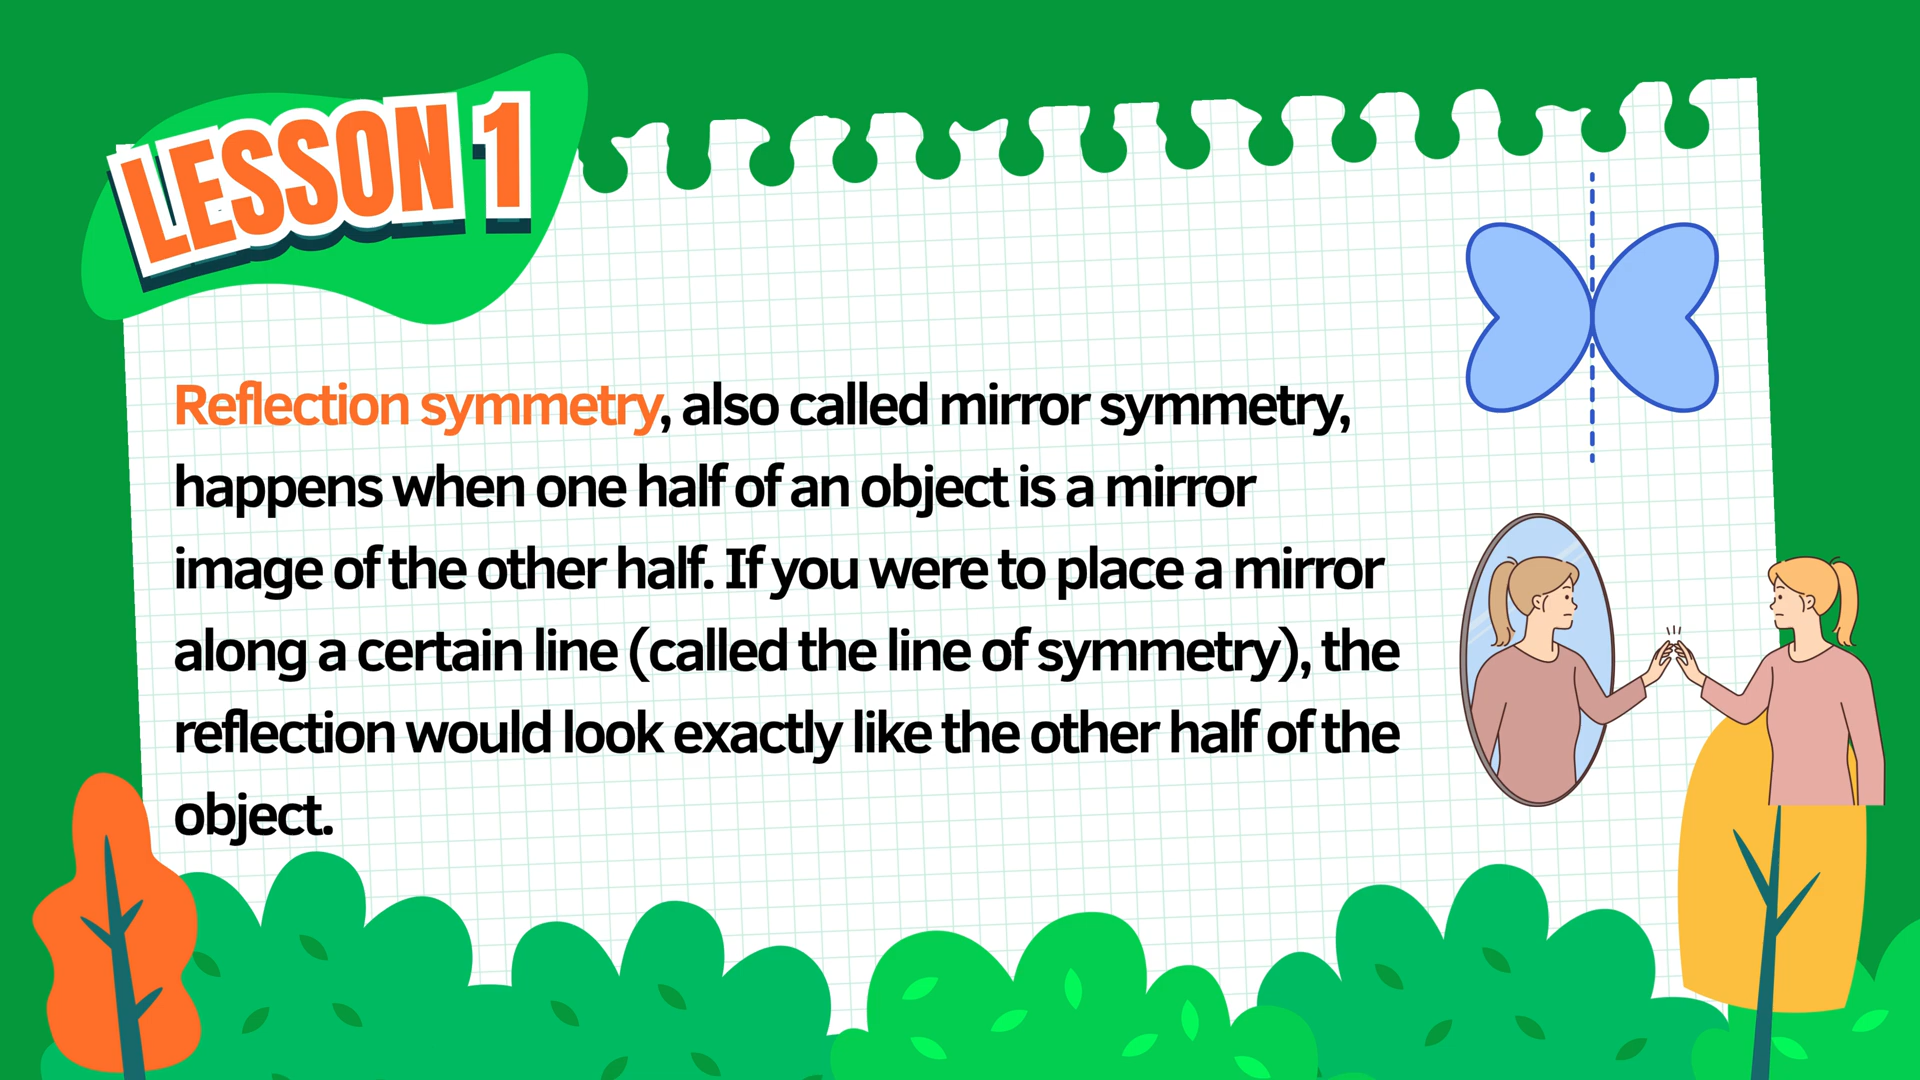 LESSON 1
Reflection symmetry, also called mirror symmetry,
happens when one half of an object is a mirror
image of the other half. If you were to place a mirror
along a certain line (called the line of symmetry), the
reflection would look exactly like the other half of the
object.